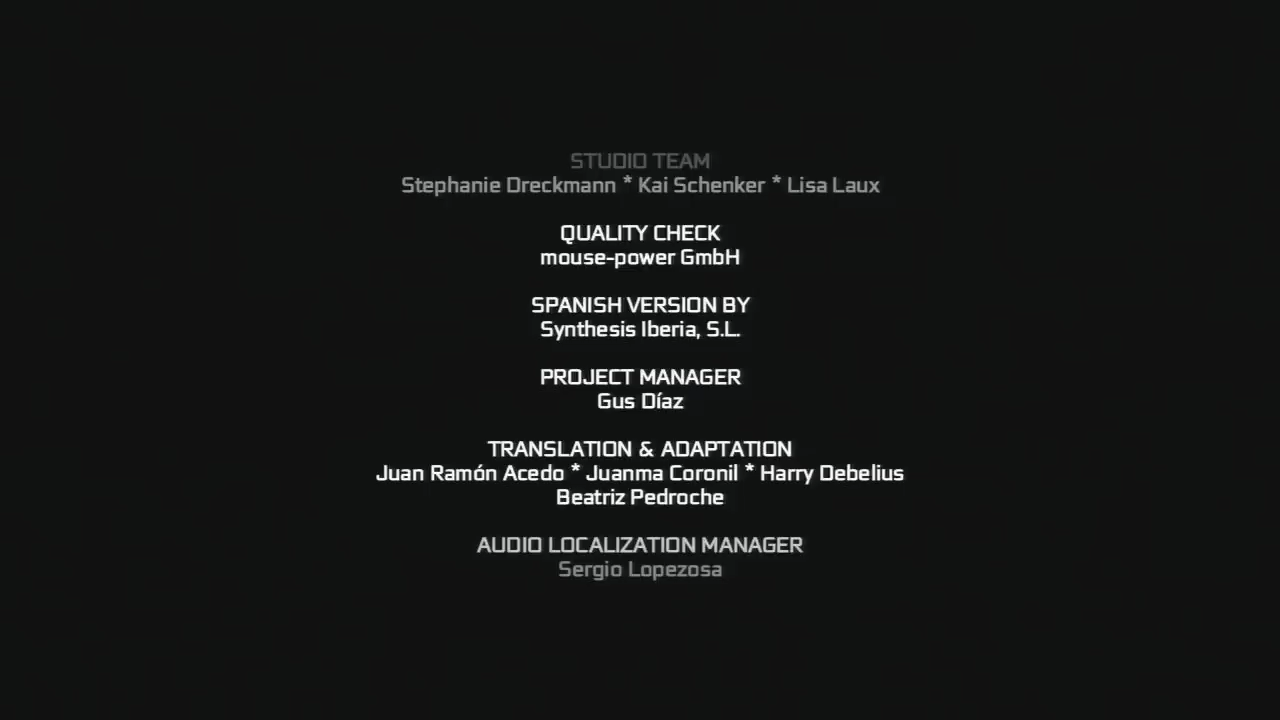 STUDIO TEAM
Stephanie Dreckmann * Kai Schenker * Lisa Laux
QUALITY CHECK
mouse-power GmbH
SPANISH VERSION BY
Synthesis Iberia, S.L.
PROJECT MANAGER
Gus Díaz
TRANSLATION & ADAPTATION
Juan Ramón Acedo * Juanma Coronil * Harry Debelius
Beatriz Pedroche
AUDIO LOCALIZATION MANAGER
Sergio Lopezosa